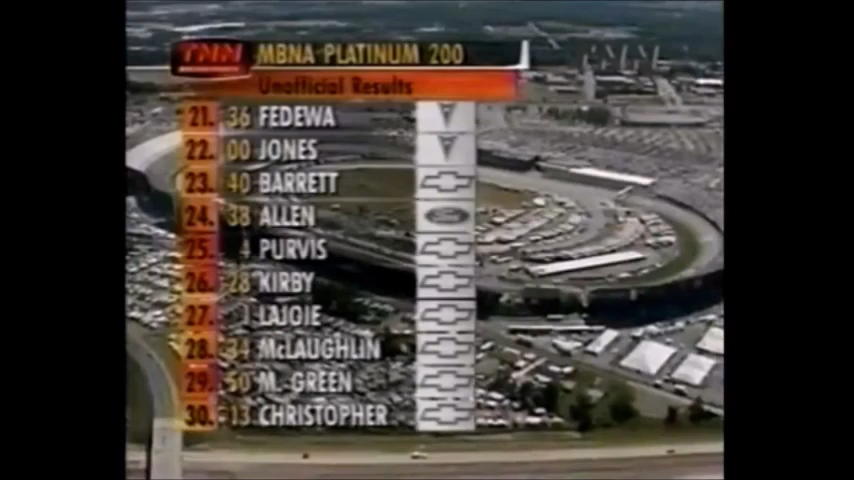 TNN MBNA PLATINUM 200
Unofficial Results
21. 36 FEDEWA
22. 00 JONES
23. 40 BARRETT
24. 38 ALLEN
25. 4 PURVIS
26. 28 KIRBY
27. 1 LAJOIE
28. 34 McLAUGHLIN
29. 50 M. GREEN
30. 13 CHRISTOPHER